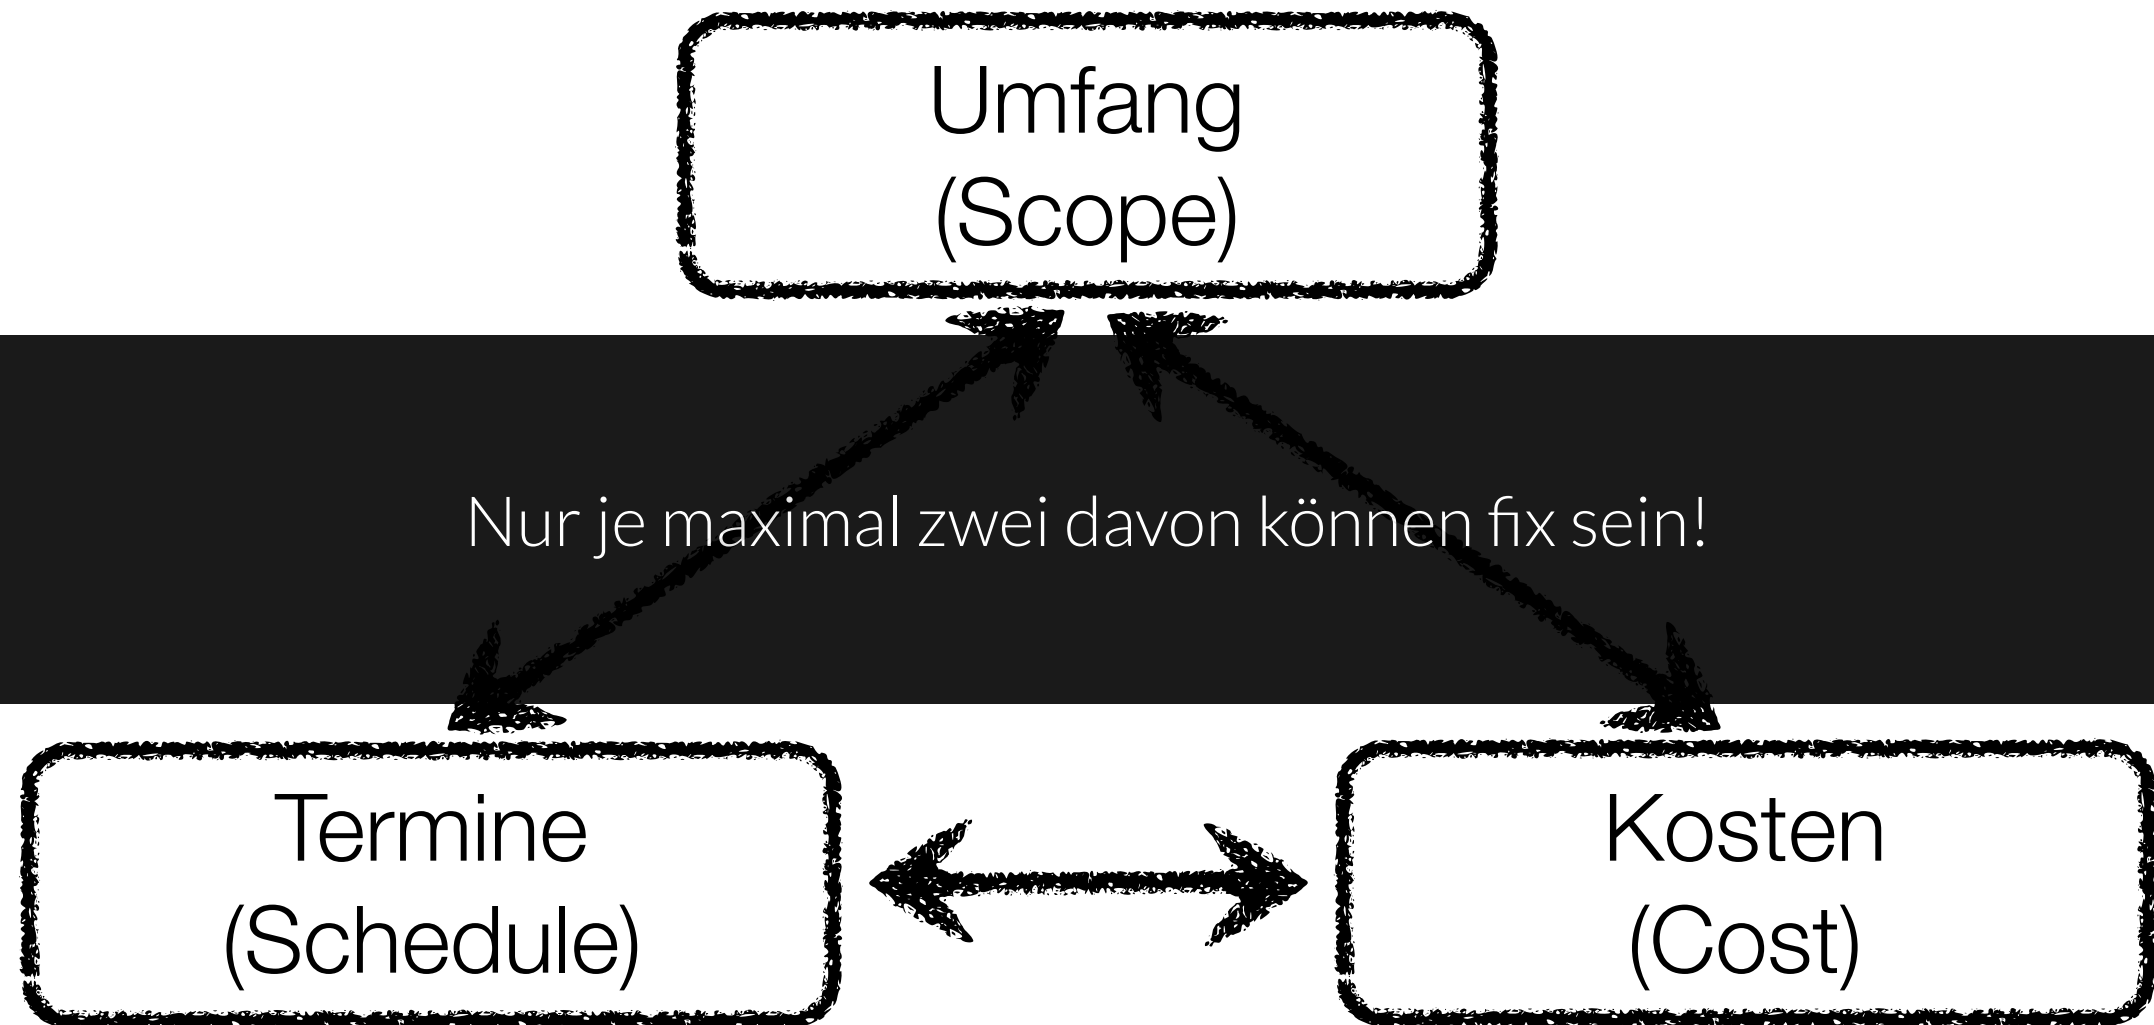 Umfang
(Scope)
Nur je maximal zwei davon können fix sein!
Termine
(Schedule)
Kosten
(Cost)